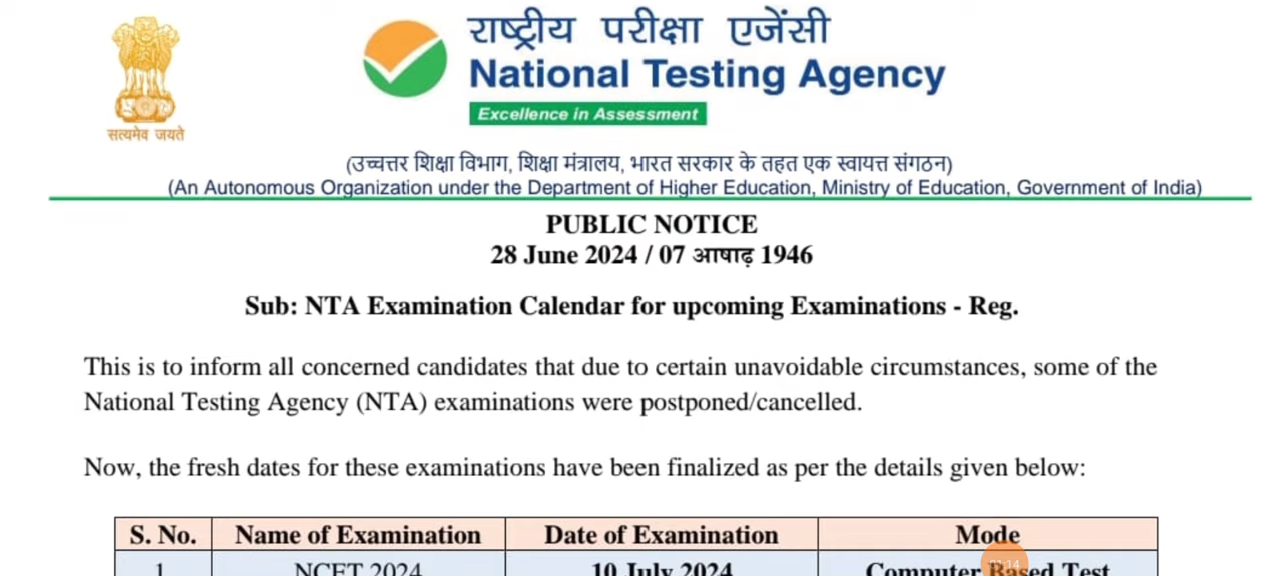 राष्ट्रीय परीक्षा एजेंसी
National Testing Agency
Excellence in Assessment
सत्यमेव जयते
(उच्चत्तर शिक्षा विभाग, शिक्षा मंत्रालय, भारत सरकार के तहत एक स्वायत्त संगठन)
(An Autonomous Organization under the Department of Higher Education, Ministry of Education, Government of India)
PUBLIC NOTICE
28 June 2024 / 07 आषाढ़ 1946
Sub: NTA Examination Calendar for upcoming Examinations - Reg.
This is to inform all concerned candidates that due to certain unavoidable circumstances, some of the
National Testing Agency (NTA) examinations were postponed/cancelled.
Now, the fresh dates for these examinations have been finalized as per the details given below:
S. No. Name of Examination Date of Examination Mode
1 NCET 2024 10 July 2024 Computer Based Test